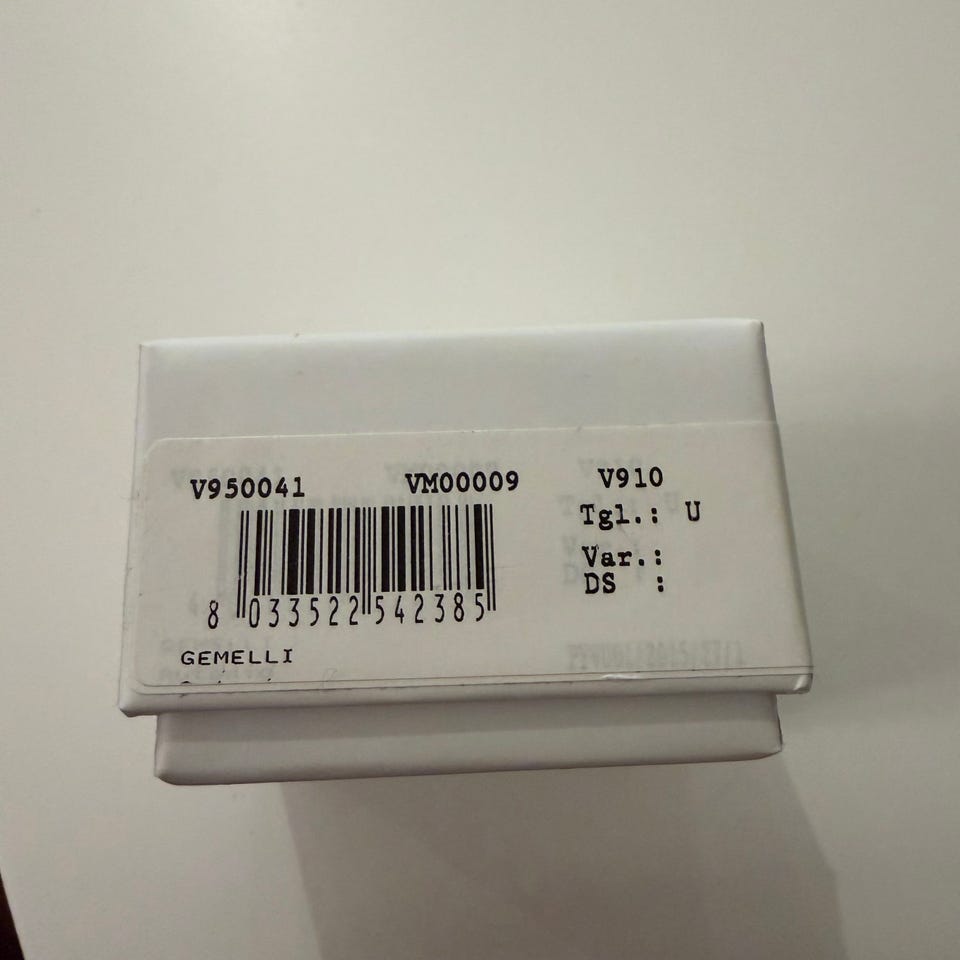 V950041 VM00009 V910
Tgl.: U
Var.:
DS :
8 033522 542385
GEMELLI